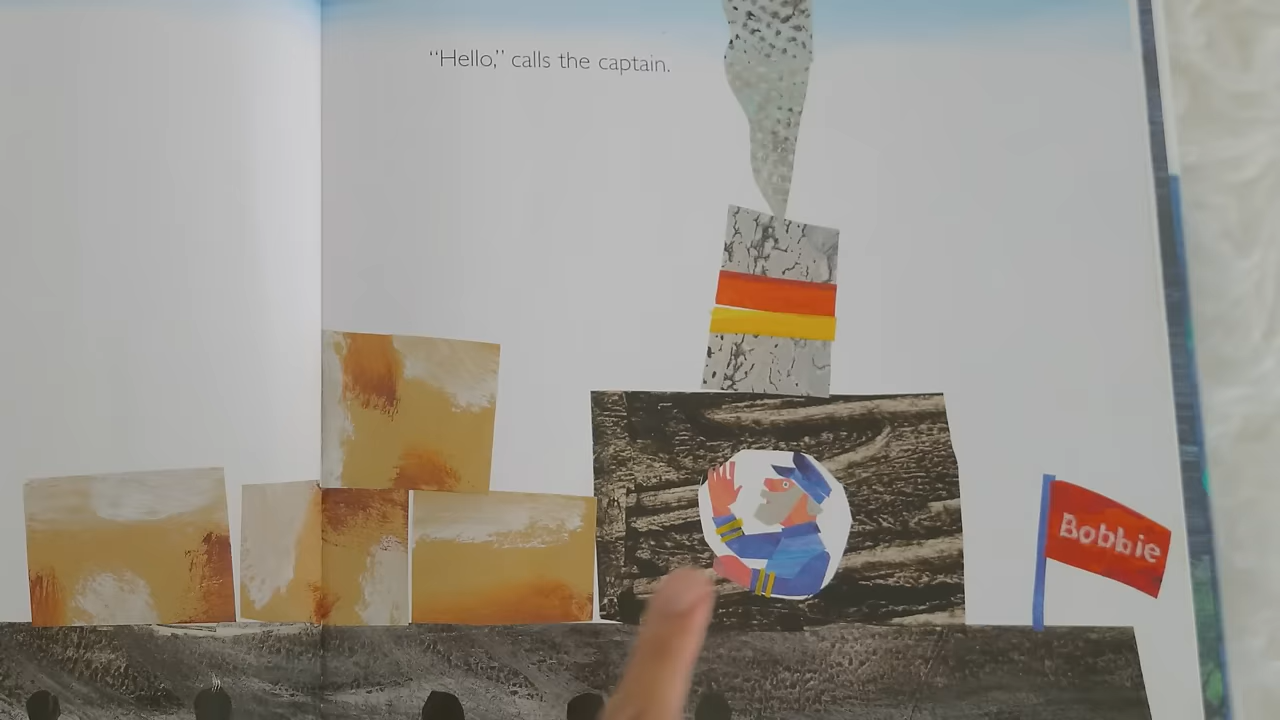 “Hello,” calls the captain.
Bobbie